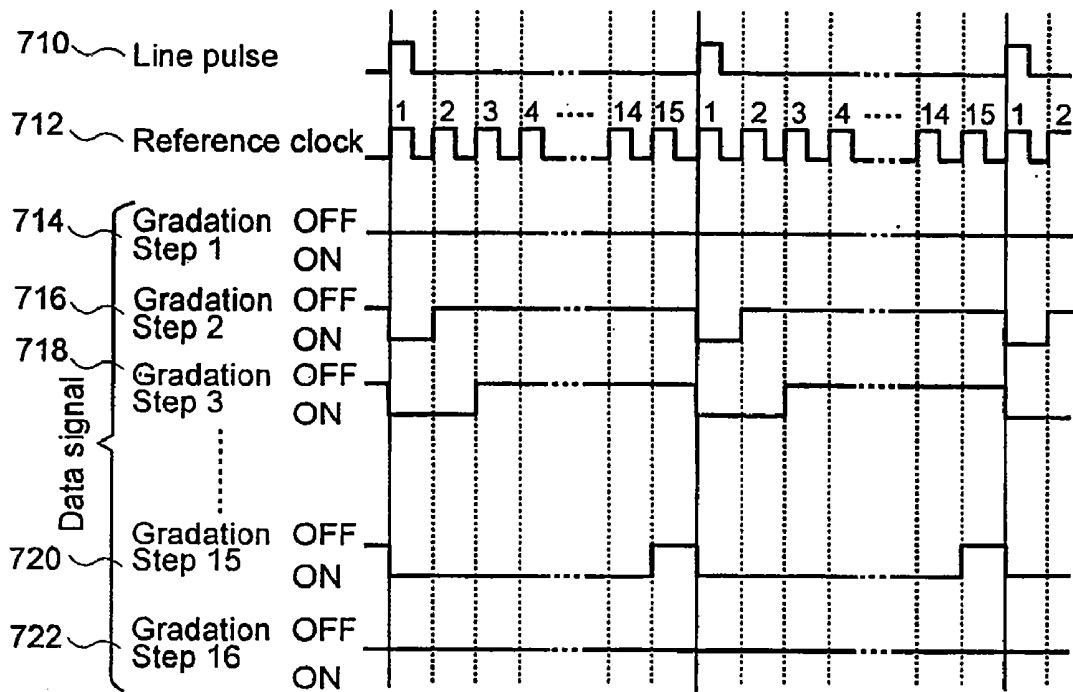 710 Line pulse
1 2 3 4 14 15 1 2 3 4 14 15 1 2
712 Reference clock
714 Gradation Step 1 OFF
ON
716 Gradation Step 2 OFF
ON
718 Gradation Step 3 OFF
ON
Data signal
720 Gradation Step 15 OFF
ON
722 Gradation Step 16 OFF
ON